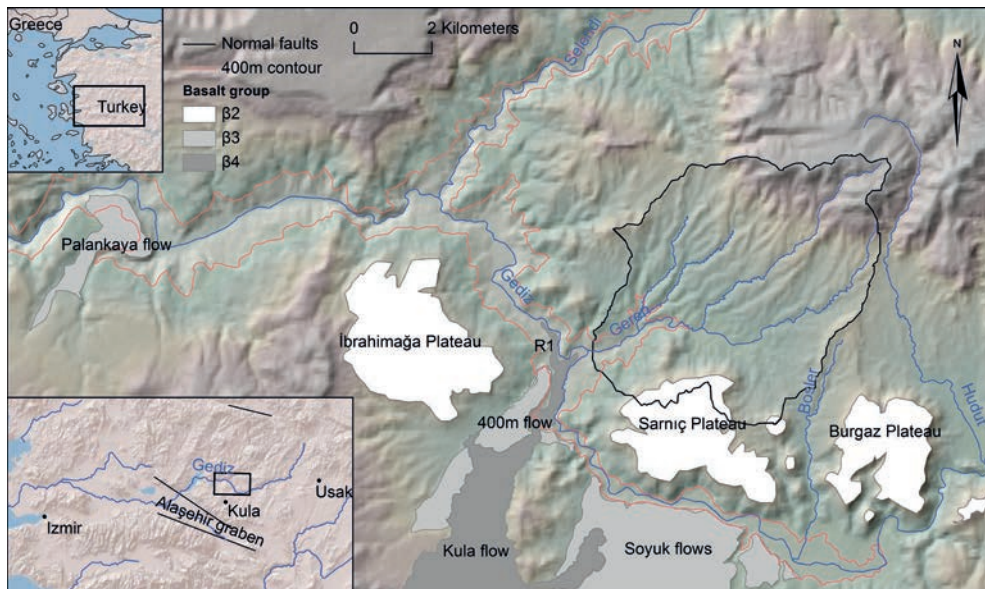 Greece
Turkey
Normal faults
400m contour
Basalt group
β2
β3
β4
0 2 Kilometers
N
Selendi
Palankaya flow
Gediz
Geren
R1
İbrahimağa Plateau
400m flow
Sarnıç Plateau
Bosler
Burgaz Plateau
Hudut
Kula flow
Soyuk flows
Gediz
Uşak
Kula
Izmir
Alaşehir graben